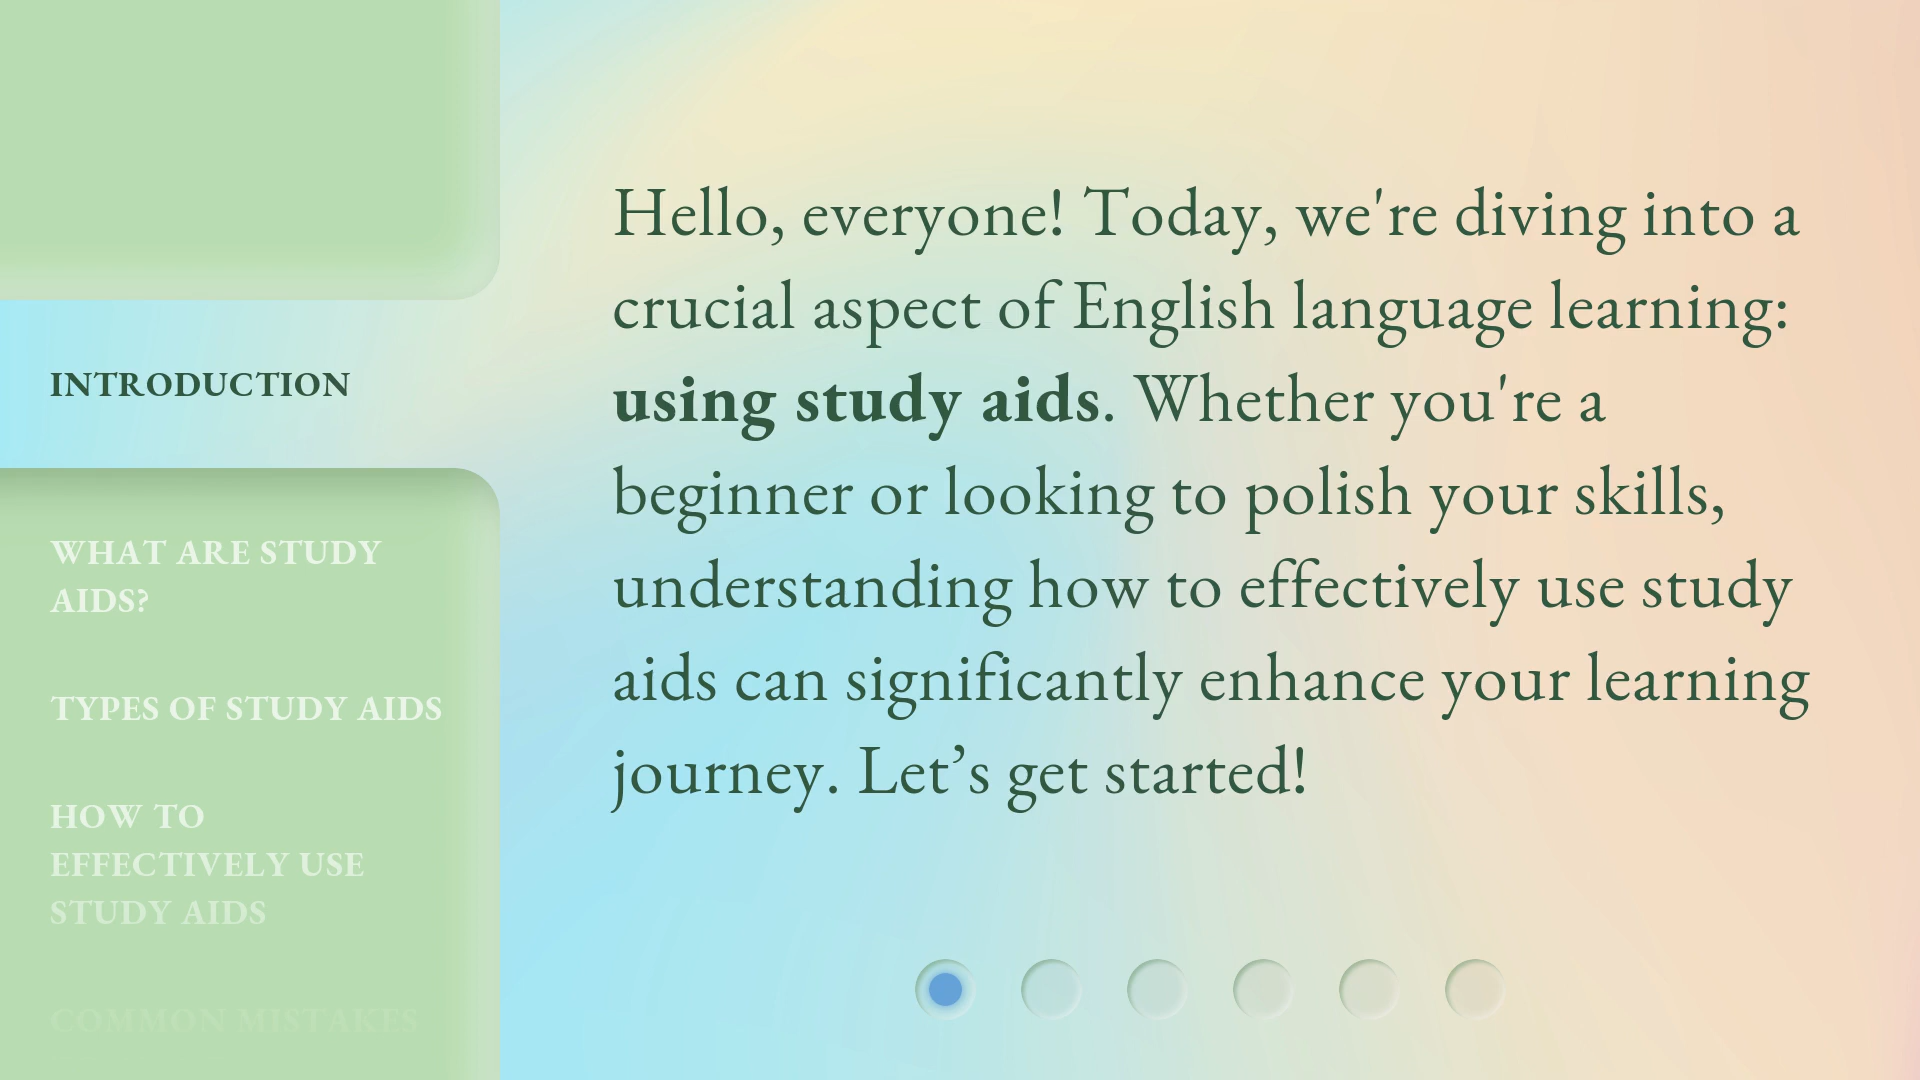 INTRODUCTION
WHAT ARE STUDY
AIDS?
TYPES OF STUDY AIDS
HOW TO
EFFECTIVELY USE
STUDY AIDS
COMMON MISTAKES
Hello, everyone! Today, we're diving into a
crucial aspect of English language learning:
using study aids. Whether you're a
beginner or looking to polish your skills,
understanding how to effectively use study
aids can significantly enhance your learning
journey. Let’s get started!